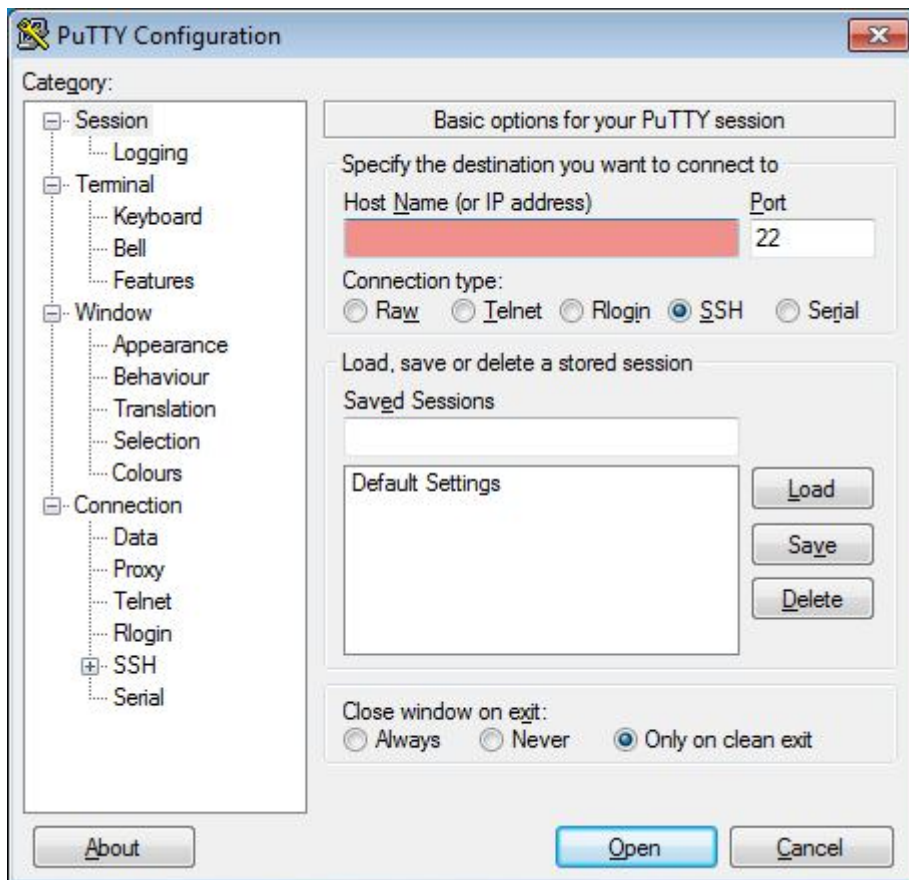 PuTTY Configuration
Category:
Session
Logging
Terminal
Keyboard
Bell
Features
Window
Appearance
Behaviour
Translation
Selection
Colours
Connection
Data
Proxy
Telnet
Rlogin
SSH
Serial
Basic options for your PuTTY session
Specify the destination you want to connect to
Host Name (or IP address) Port
22
Connection type:
Raw Telnet Rlogin SSH Serial
Load, save or delete a stored session
Saved Sessions
Default Settings
Load
Save
Delete
Close window on exit:
Always Never Only on clean exit
About Open Cancel